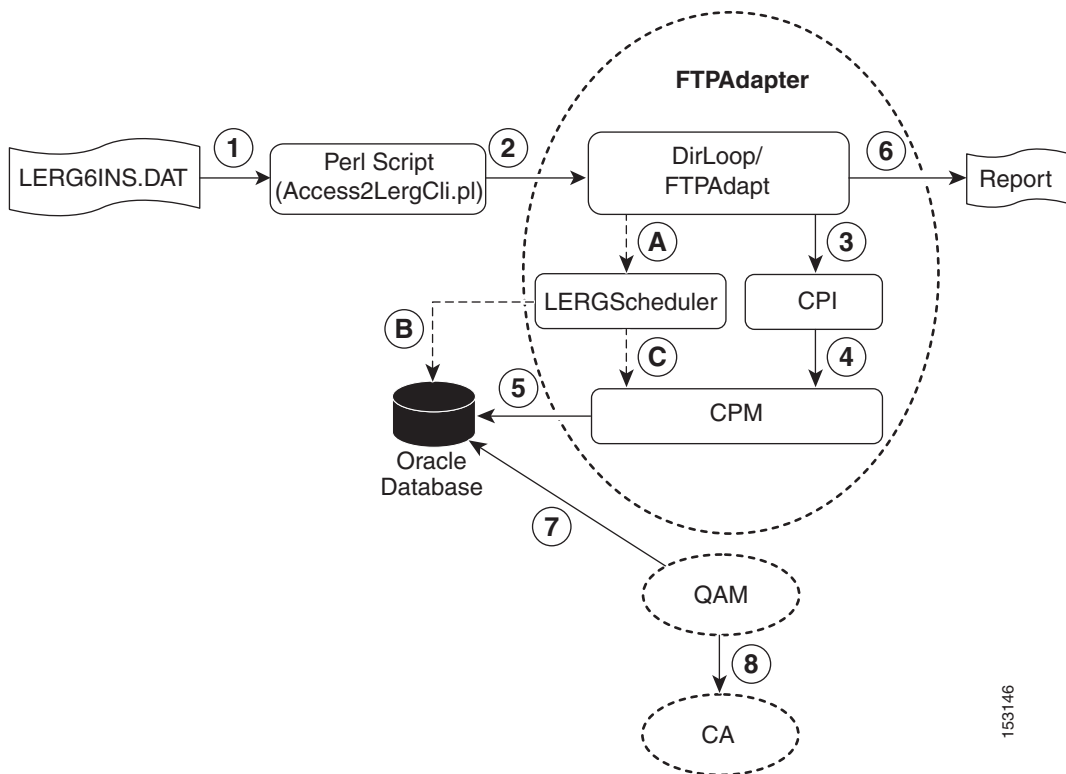 FTPAdapter
1
2
6
LERG6INS.DAT
Perl Script
(Access2LergCli.pl)
DirLoop/
FTPAdapt
Report
A
3
LERGScheduler
CPI
B
C
4
5
CPM
Oracle
Database
7
QAM
8
CA
153146